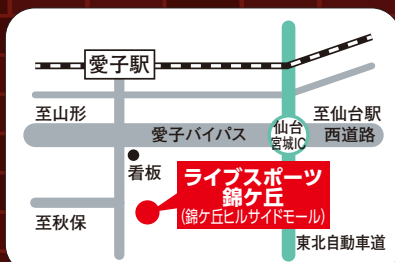 愛子駅
至山形
至仙台駅
愛子バイパス
仙台
宮城IC
西道路
看板
ライブスポーツ
錦ケ丘
(錦ケ丘ヒルサイドモール)
至秋保
東北自動車道